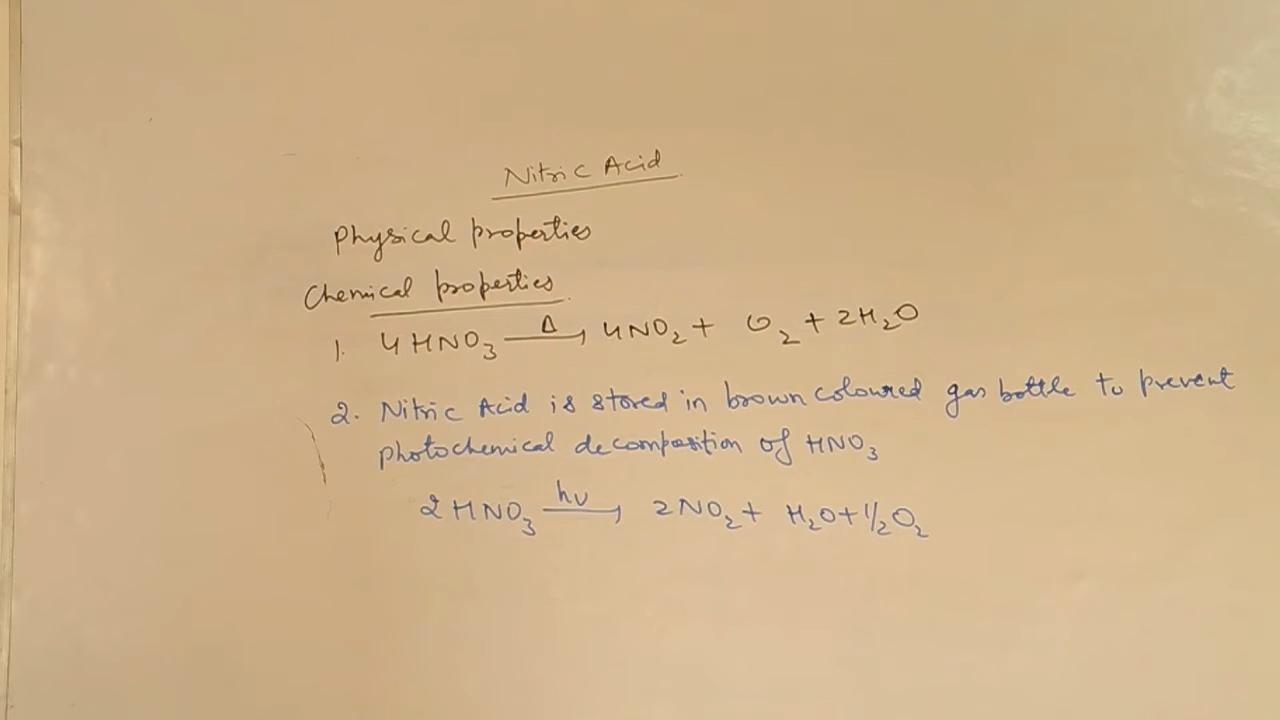 Nitric Acid
Physical properties
Chemical properties
1. 4HNO₃ —Δ→ 4NO₂ + O₂ + 2H₂O
2. Nitric Acid is stored in brown coloured gas bottle to prevent
photochemical decomposition of HNO₃
2HNO₃ —hν→ 2NO₂ + H₂O + 1/2 O₂